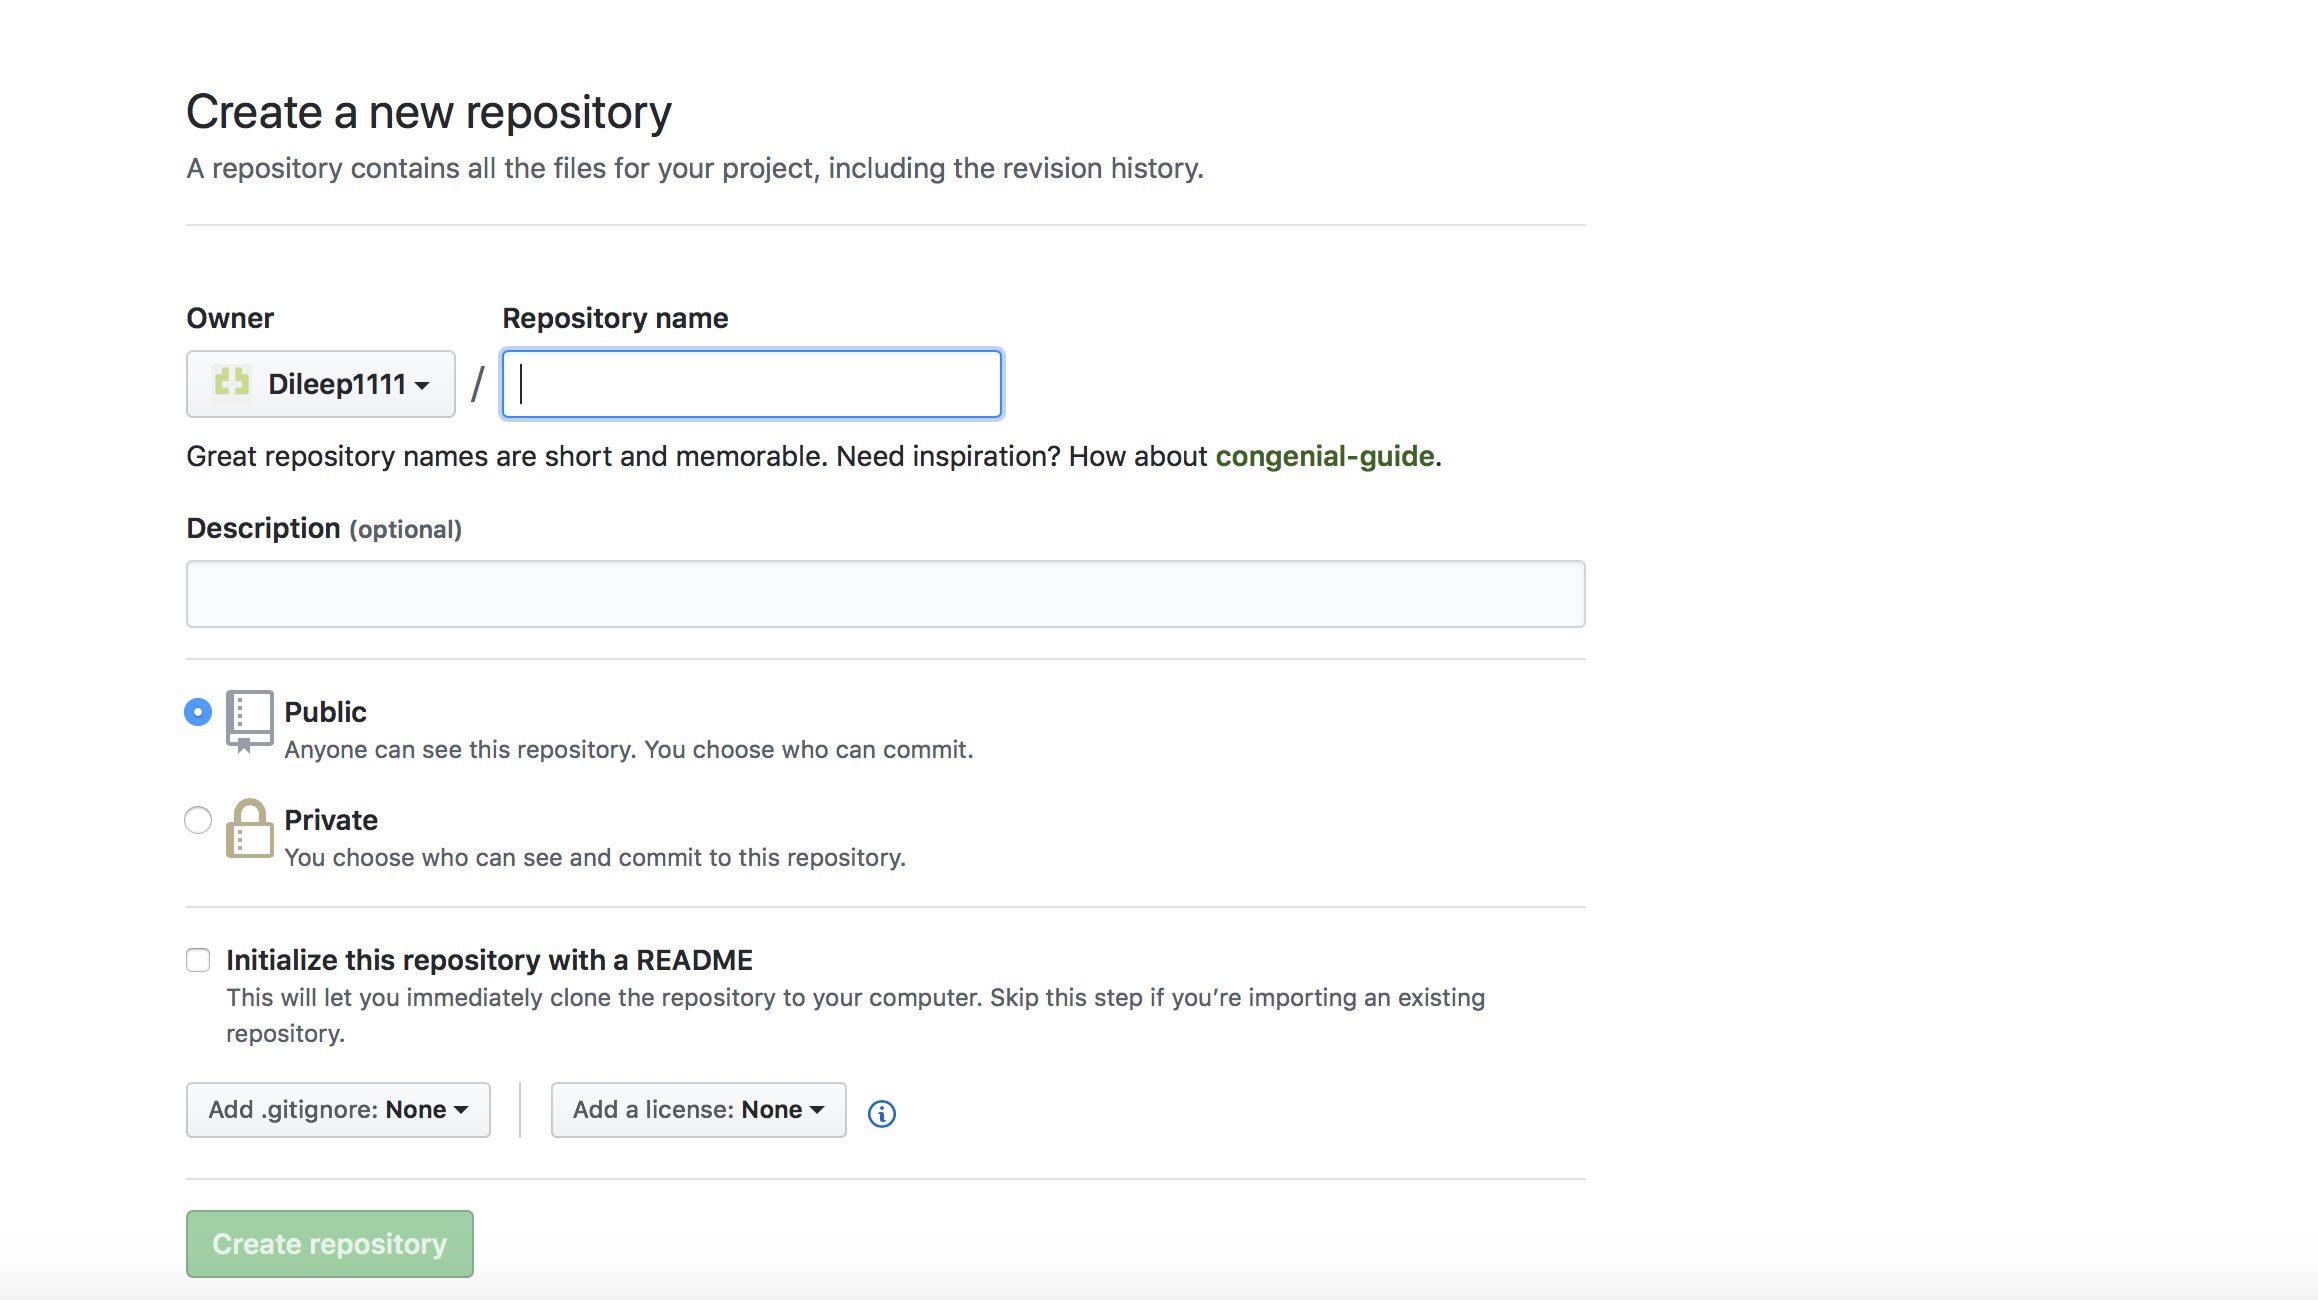 Create a new repository
A repository contains all the files for your project, including the revision history.
Owner Repository name
Dileep1111 /
Great repository names are short and memorable. Need inspiration? How about congenial-guide.
Description (optional)
Public
Anyone can see this repository. You choose who can commit.
Private
You choose who can see and commit to this repository.
Initialize this repository with a README
This will let you immediately clone the repository to your computer. Skip this step if you’re importing an existing
repository.
Add .gitignore: None Add a license: None
Create repository